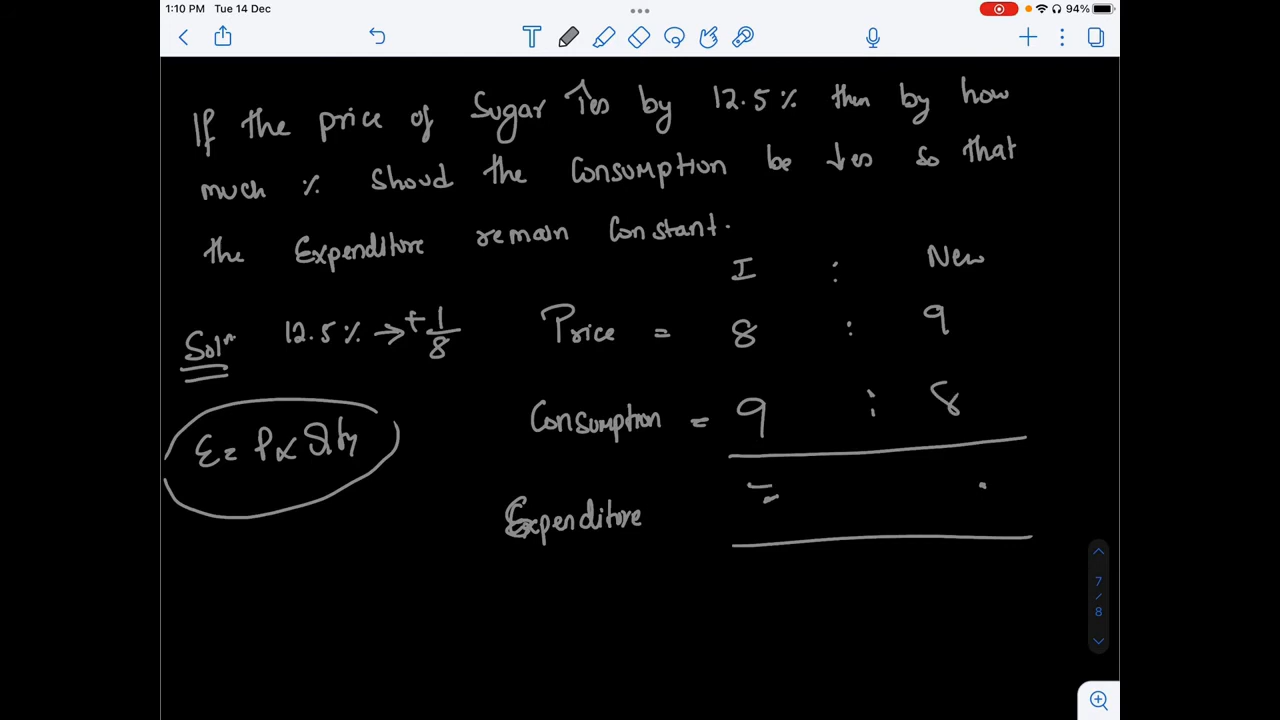 1:10 PM Tue 14 Dec
94%
If the price of Sugar ↑es by 12.5% then by how
much % Shoud the Consumption be ↓es so that
the Expenditure remain Constant.
I : New
Soln 12.5% → + 1/8 Price = 8 : 9
Consumption = 9 : 8
E = P x Qty
Expenditure
7
/
8